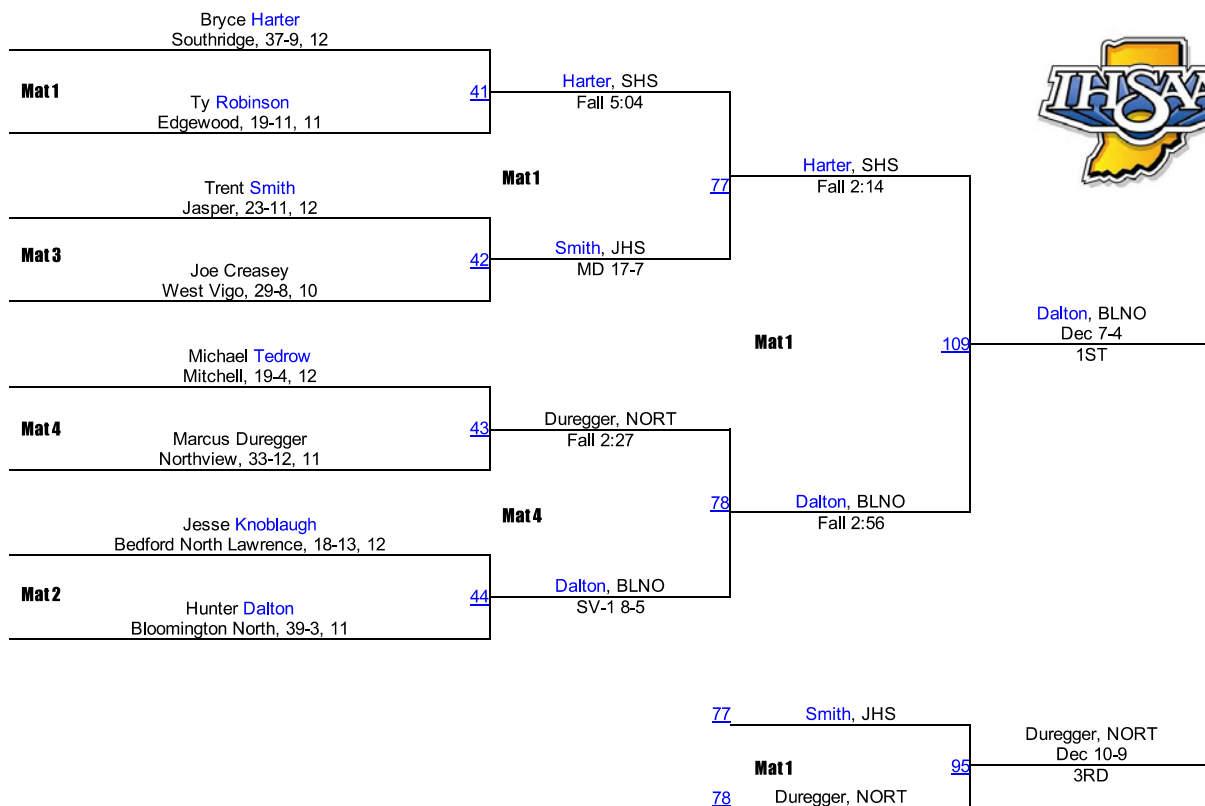 Bryce Harter
Southridge, 37-9, 12
Mat 1
41
Ty Robinson
Edgewood, 19-11, 11
Harter, SHS
Fall 5:04
Mat 1
77
Trent Smith
Jasper, 23-11, 12
Mat 3
42
Joe Creasey
West Vigo, 29-8, 10
Smith, JHS
MD 17-7
Harter, SHS
Fall 2:14
IHSAA
Mat 1
109
Dalton, BLNO
Dec 7-4
1ST
Michael Tedrow
Mitchell, 19-4, 12
Mat 4
43
Marcus Duregger
Northview, 33-12, 11
Duregger, NORT
Fall 2:27
Mat 4
78
Dalton, BLNO
Fall 2:56
Jesse Knoblaugh
Bedford North Lawrence, 18-13, 12
Mat 2
44
Hunter Dalton
Bloomington North, 39-3, 11
Dalton, BLNO
SV-1 8-5
77
Smith, JHS
Mat 1
95
78
Duregger, NORT
Duregger, NORT
Dec 10-9
3RD